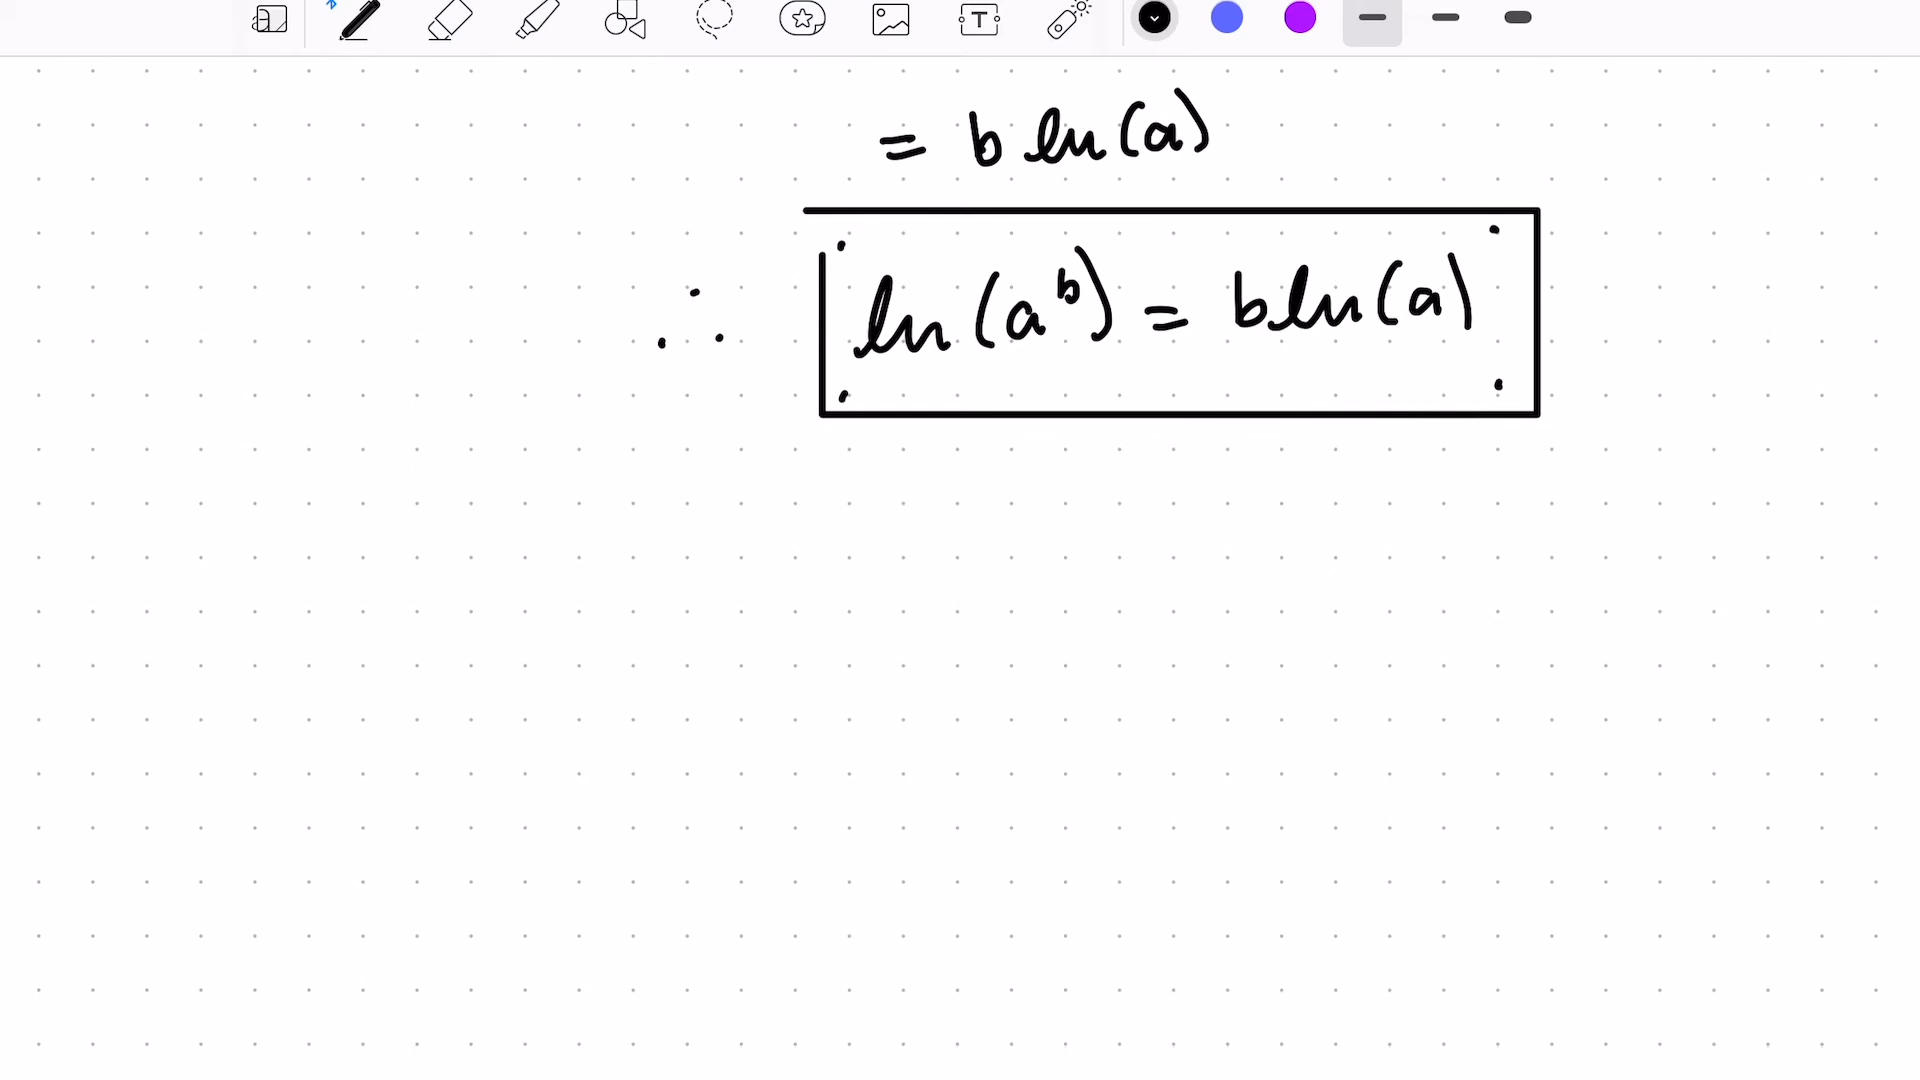 = b ln(a)
∴ ln(a^b) = b ln(a)